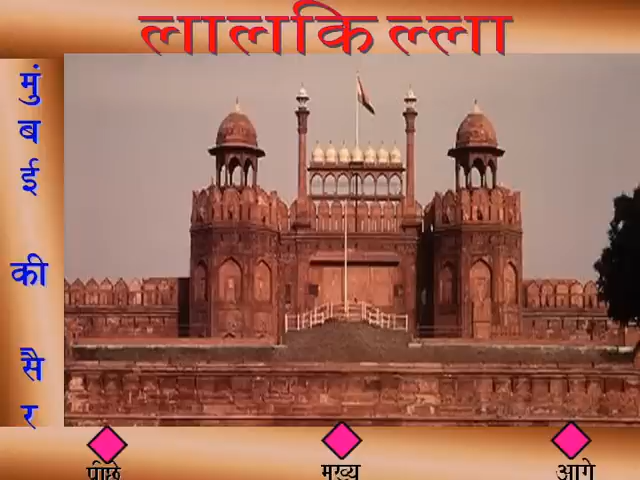 लालकिल्ला
मुंबई की सैर
पीछे
मुख्य
आगे